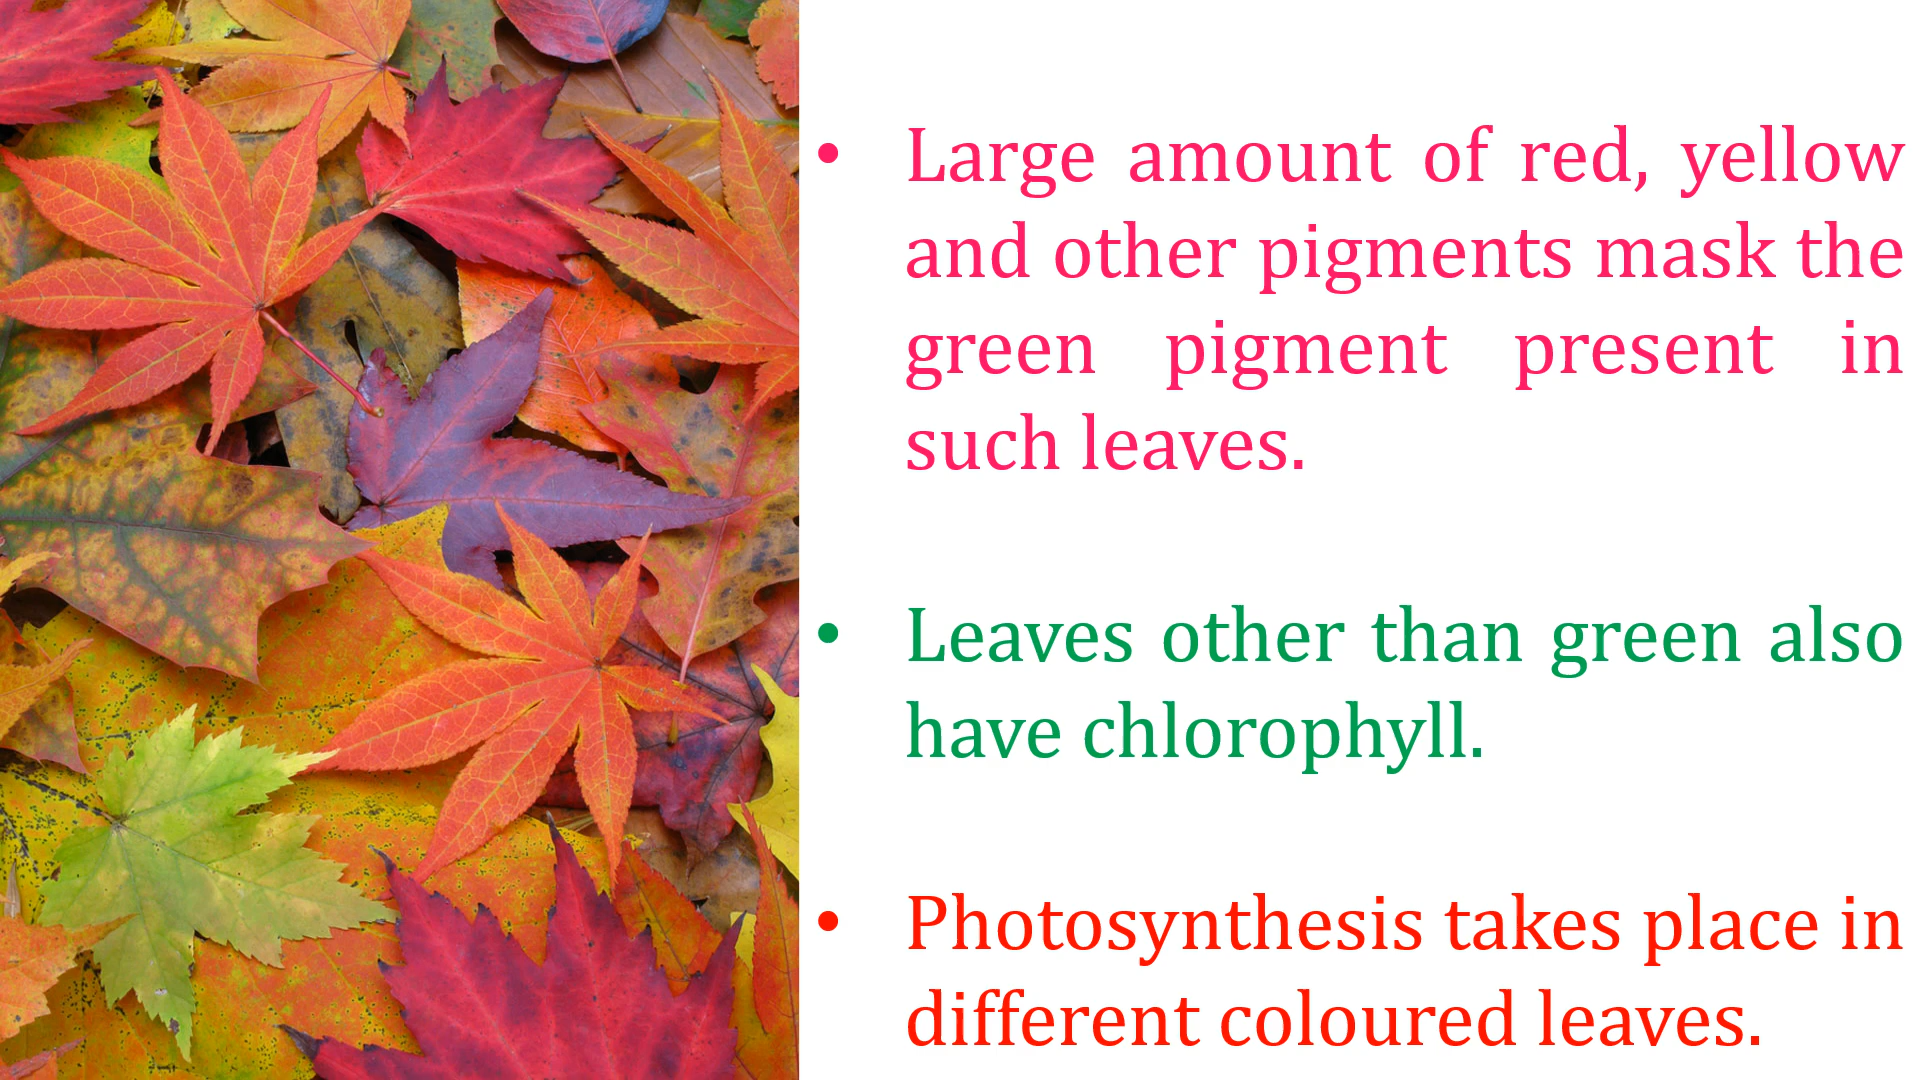 • Large amount of red, yellow
and other pigments mask the
green pigment present in
such leaves.
• Leaves other than green also
have chlorophyll.
• Photosynthesis takes place in
different coloured leaves.